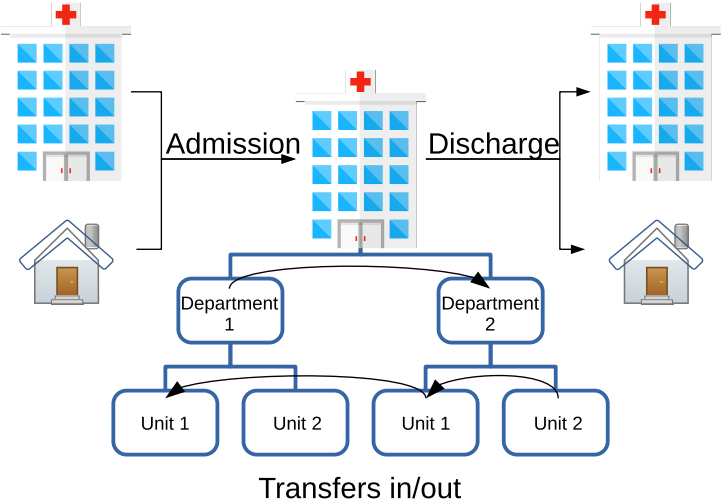 Admission
Discharge
Department
1
Department
2
Unit 1
Unit 2
Unit 1
Unit 2
Transfers in/out